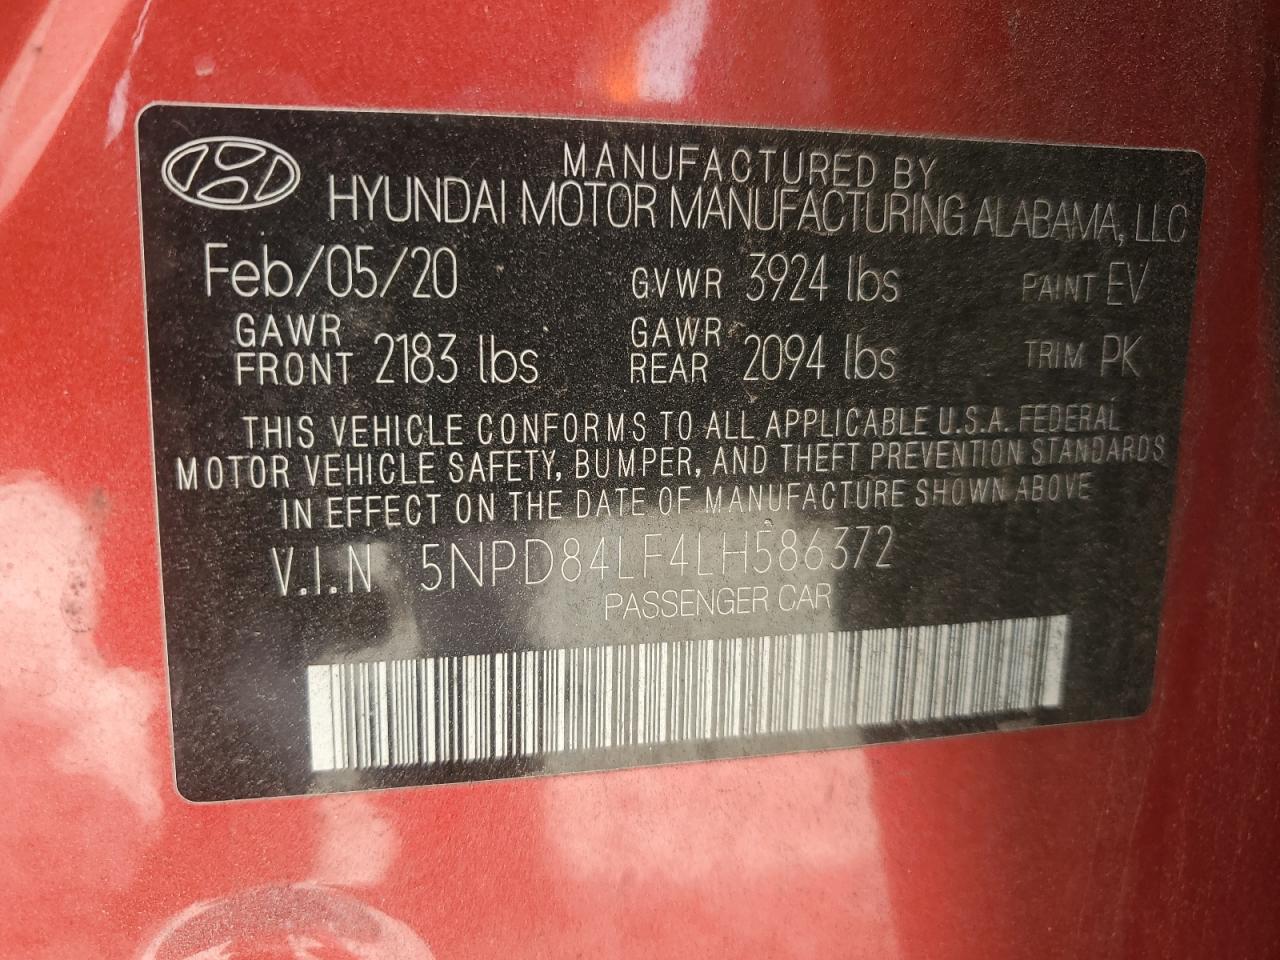 MANUFACTURED BY
HYUNDAI MOTOR MANUFACTURING ALABAMA, LLC
Feb/05/20 GVWR 3924 lbs PAINT EV
GAWR FRONT 2183 lbs GAWR REAR 2094 lbs TRIM PK
THIS VEHICLE CONFORMS TO ALL APPLICABLE U.S.A. FEDERAL
MOTOR VEHICLE SAFETY, BUMPER, AND THEFT PREVENTION STANDARDS
IN EFFECT ON THE DATE OF MANUFACTURE SHOWN ABOVE
V.I.N 5NPD84LF4LH586372
PASSENGER CAR